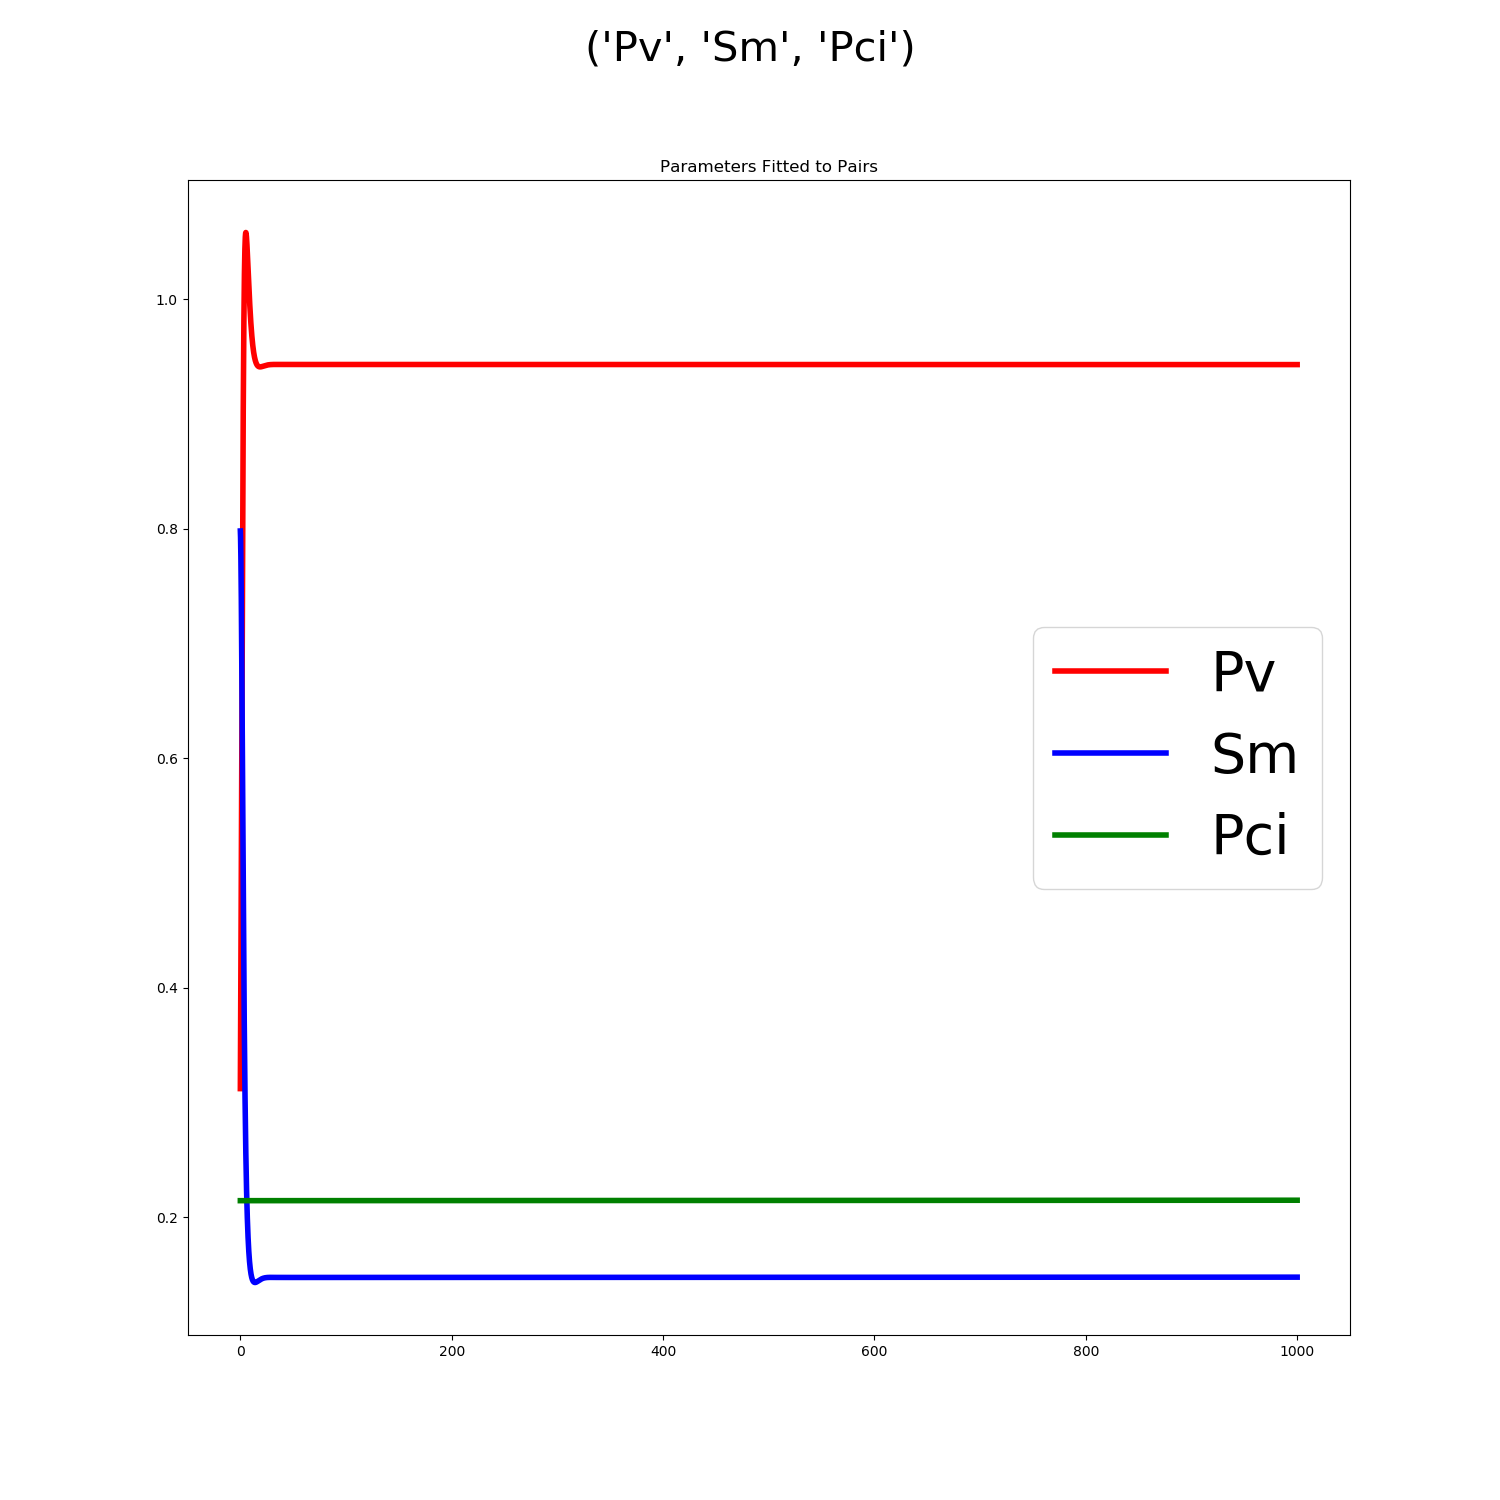 ('Pv', 'Sm', 'Pci')
Parameters Fitted to Pairs
1.0
0.8
0.6
0.4
0.2
Pv
Sm
Pci
0 200 400 600 800 1000